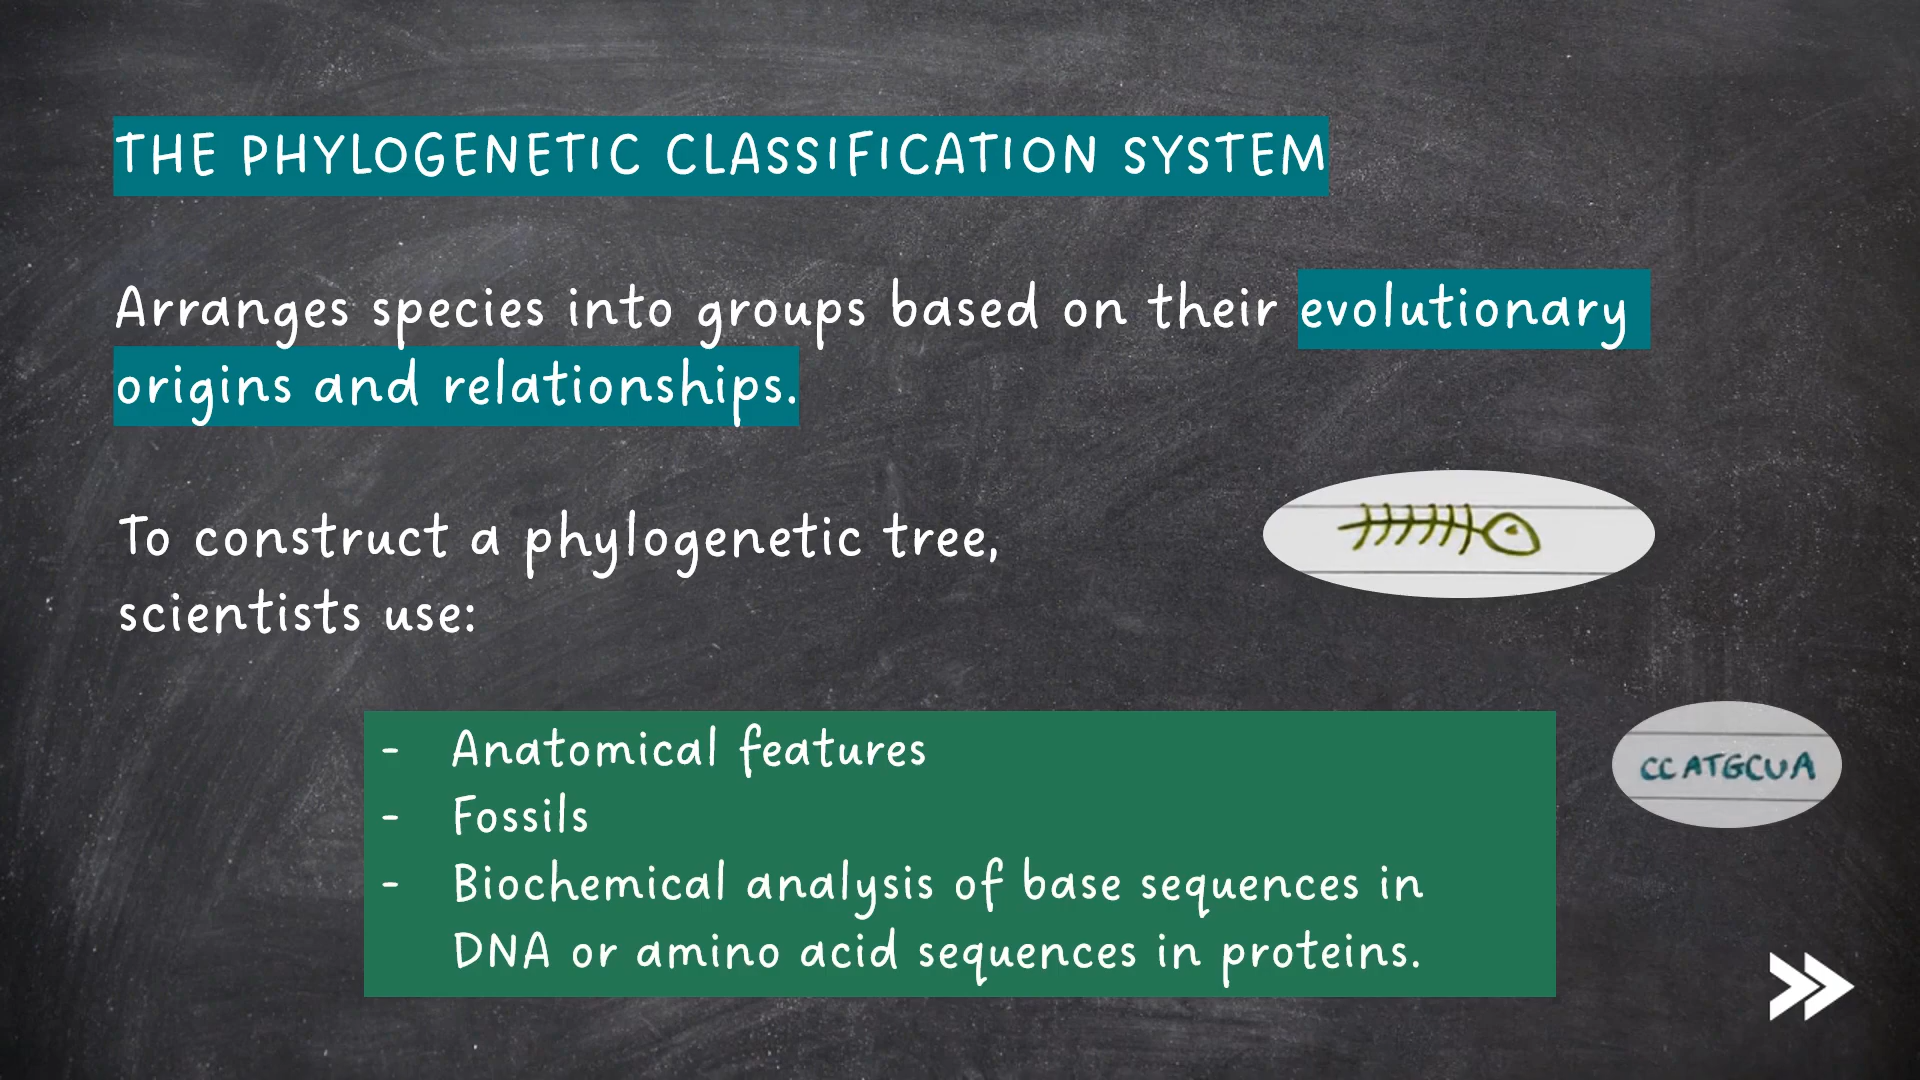 THE PHYLOGENETIC CLASSIFICATION SYSTEM
Arranges species into groups based on their evolutionary
origins and relationships.
To construct a phylogenetic tree,
scientists use:
- Anatomical features
- Fossils
- Biochemical analysis of base sequences in
DNA or amino acid sequences in proteins.
CCATGCUA